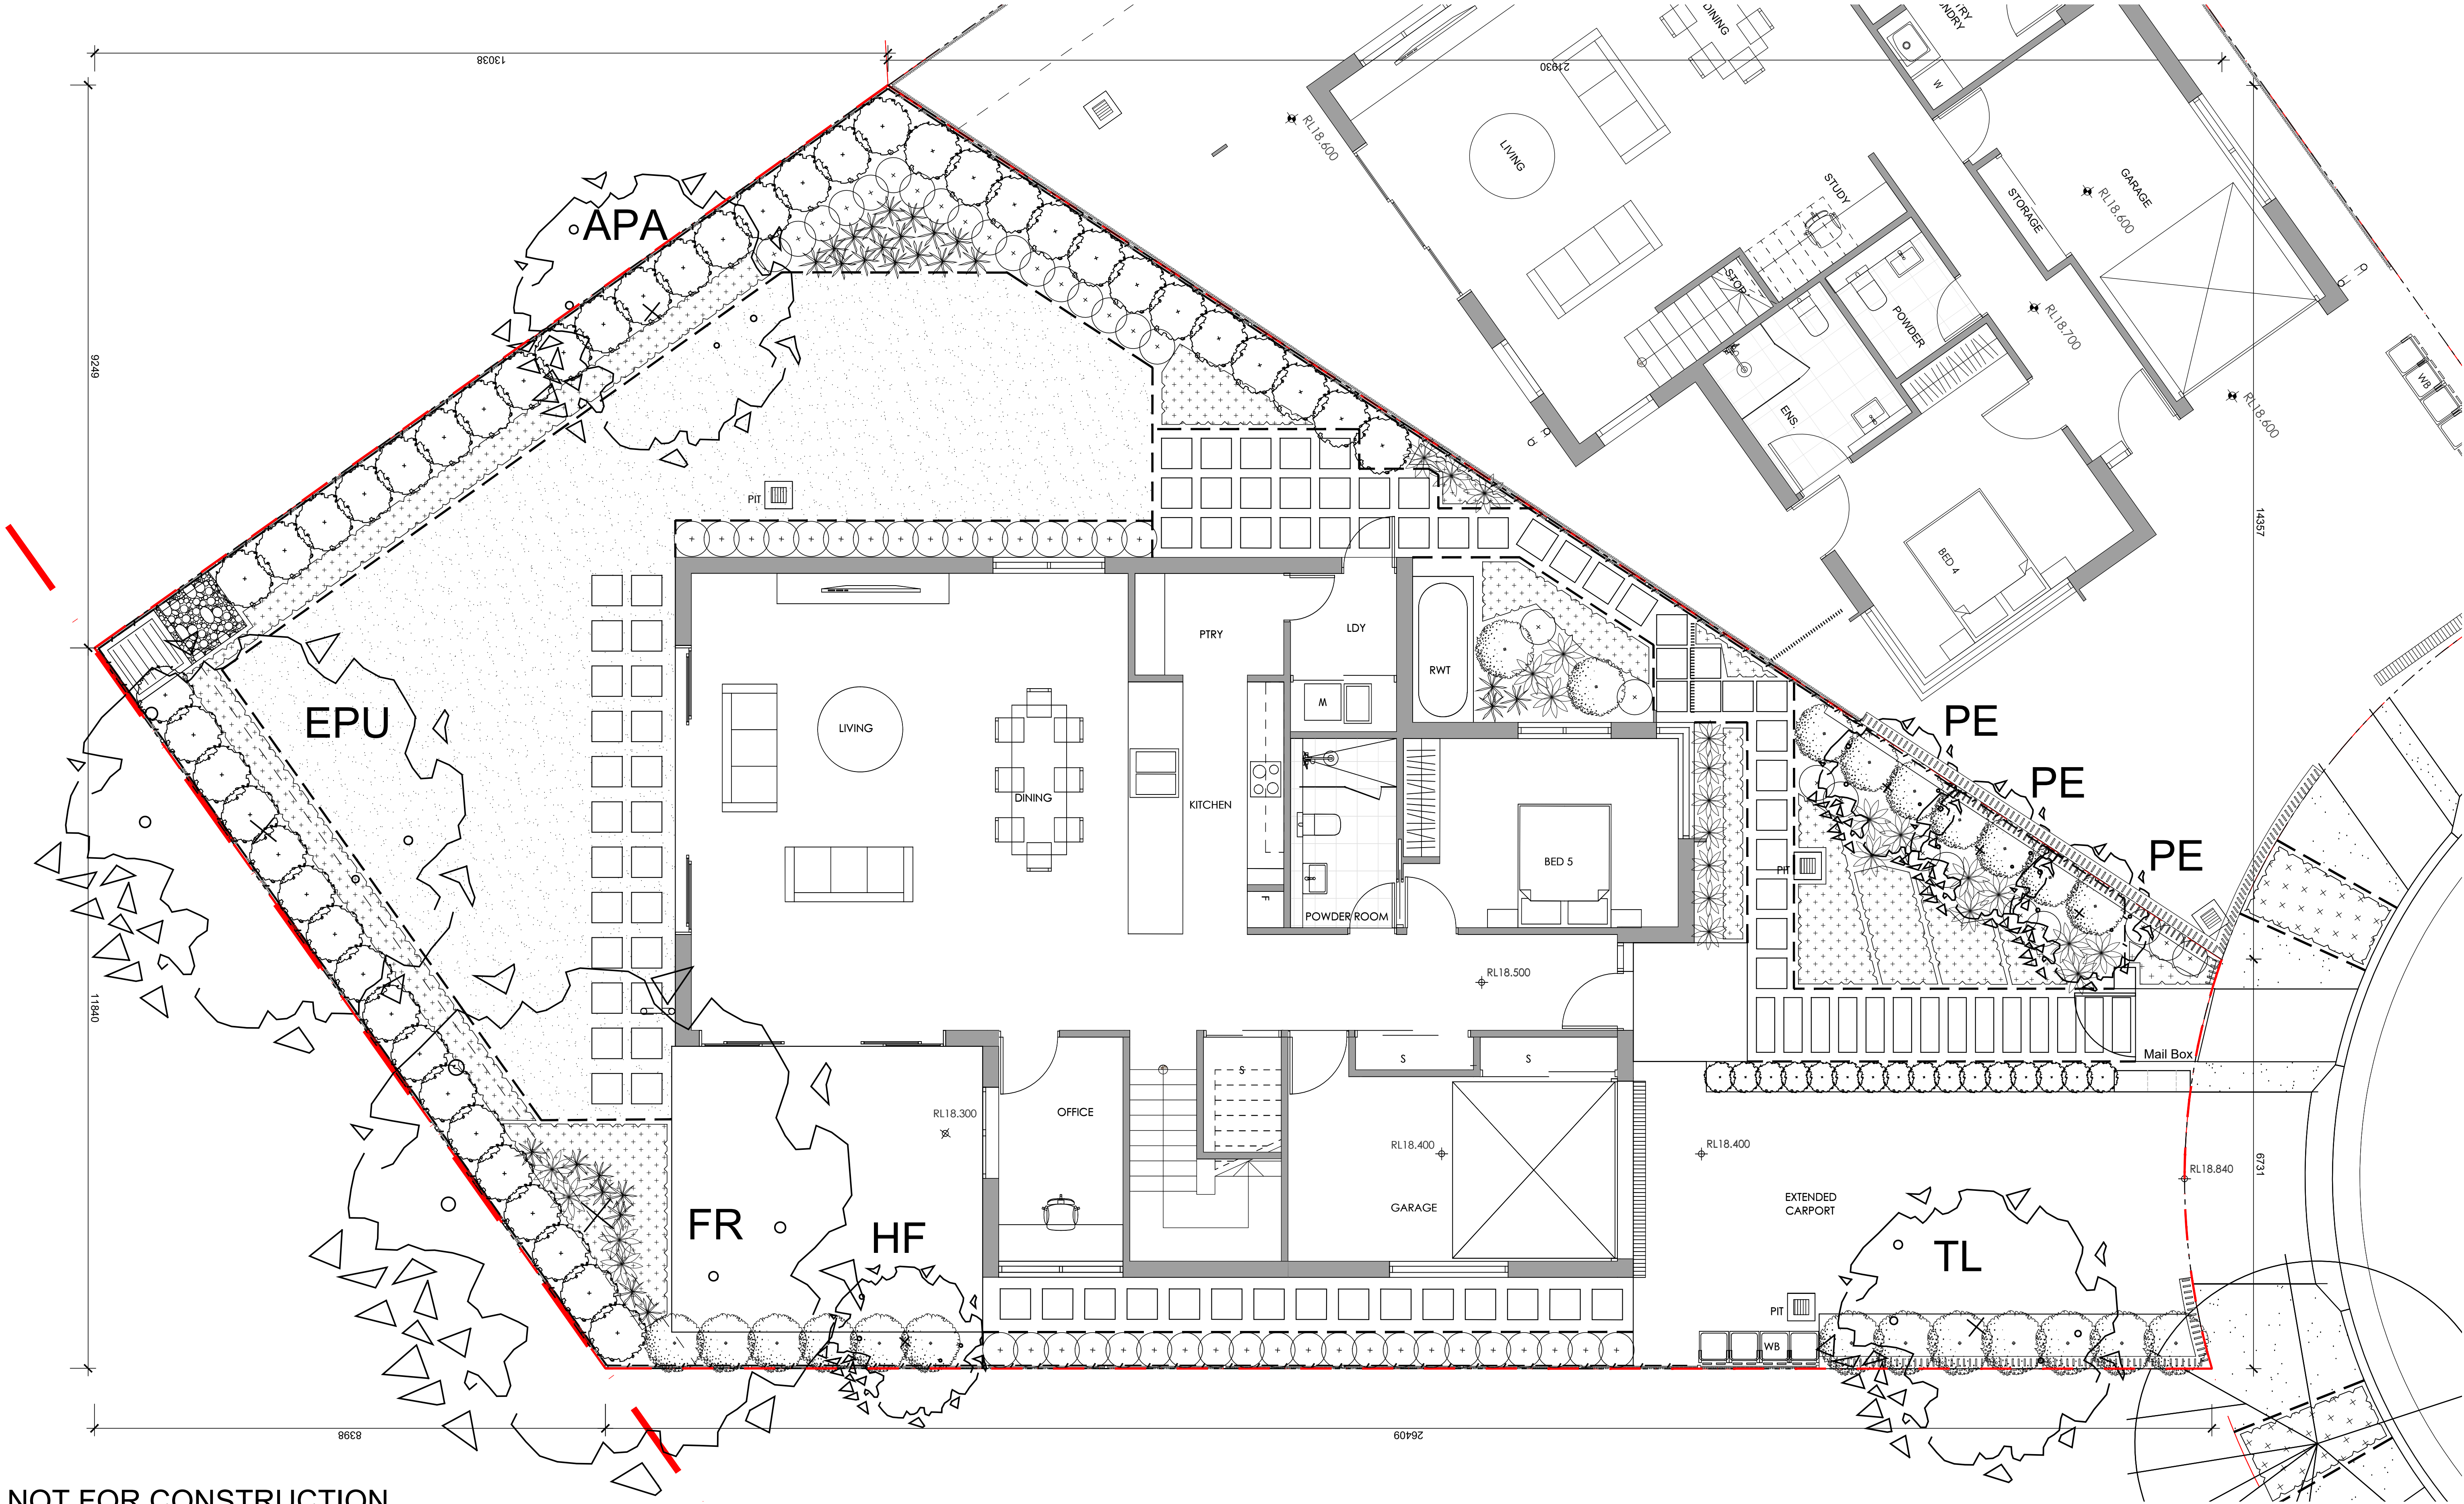 13038
21930
DINING
W
RL18.600
LIVING
STUDY
GARAGE
RL18.600
STORAGE
APA
STOR
POWDER
RL18.700
WB
9249
ENS.
RL18.600
PIT
14357
BED 4
PTRY
LDY
RWT
EPU
LIVING
M
PE
PE
DINING
KITCHEN
BED 5
PE
PIT
F
POWDER ROOM
RL18.500
11840
Mail Box
S
S
S
RL18.300
OFFICE
RL18.400
RL18.400
RL18.840
6731
EXTENDED
CARPORT
GARAGE
FR
HF
TL
PIT
WB
8398
26409
NOT FOR CONSTRUCTION